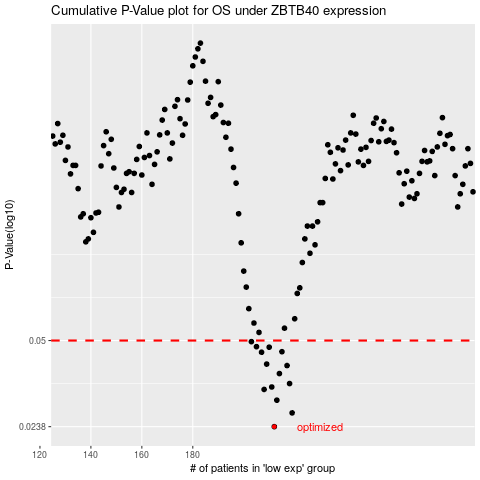 Cumulative P-Value plot for OS under ZBTB40 expression
P-Value(log10)
0.05
0.0238
optimized
120 140 160 180
# of patients in 'low exp' group